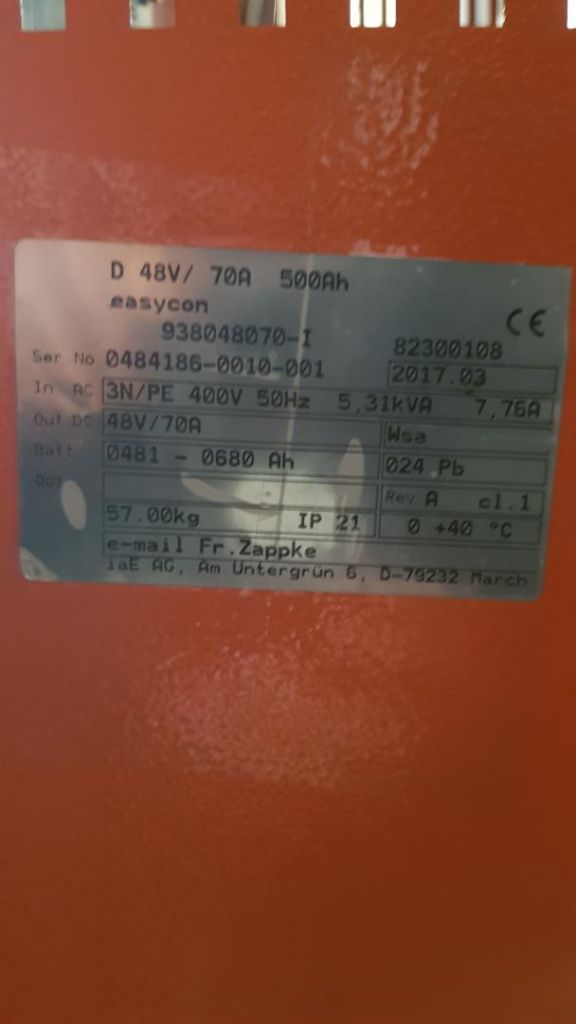 D 48V/ 70A 500Ah
easycon
938048070-I
CE
82300108
Ser No 0484186-0010-001
2017.03
In AC 3N/PE 400V 50Hz 5,31kVA 7,76A
Out DC 48V/70A
Wsa
Batt 0481 - 0680 Ah
024 Pb
Opt
Rev A cl.1
57.00kg IP 21 0 +40 °C
e-mail Fr.Zappke
iaE AG, Am Untergrün 6, D-79232 March